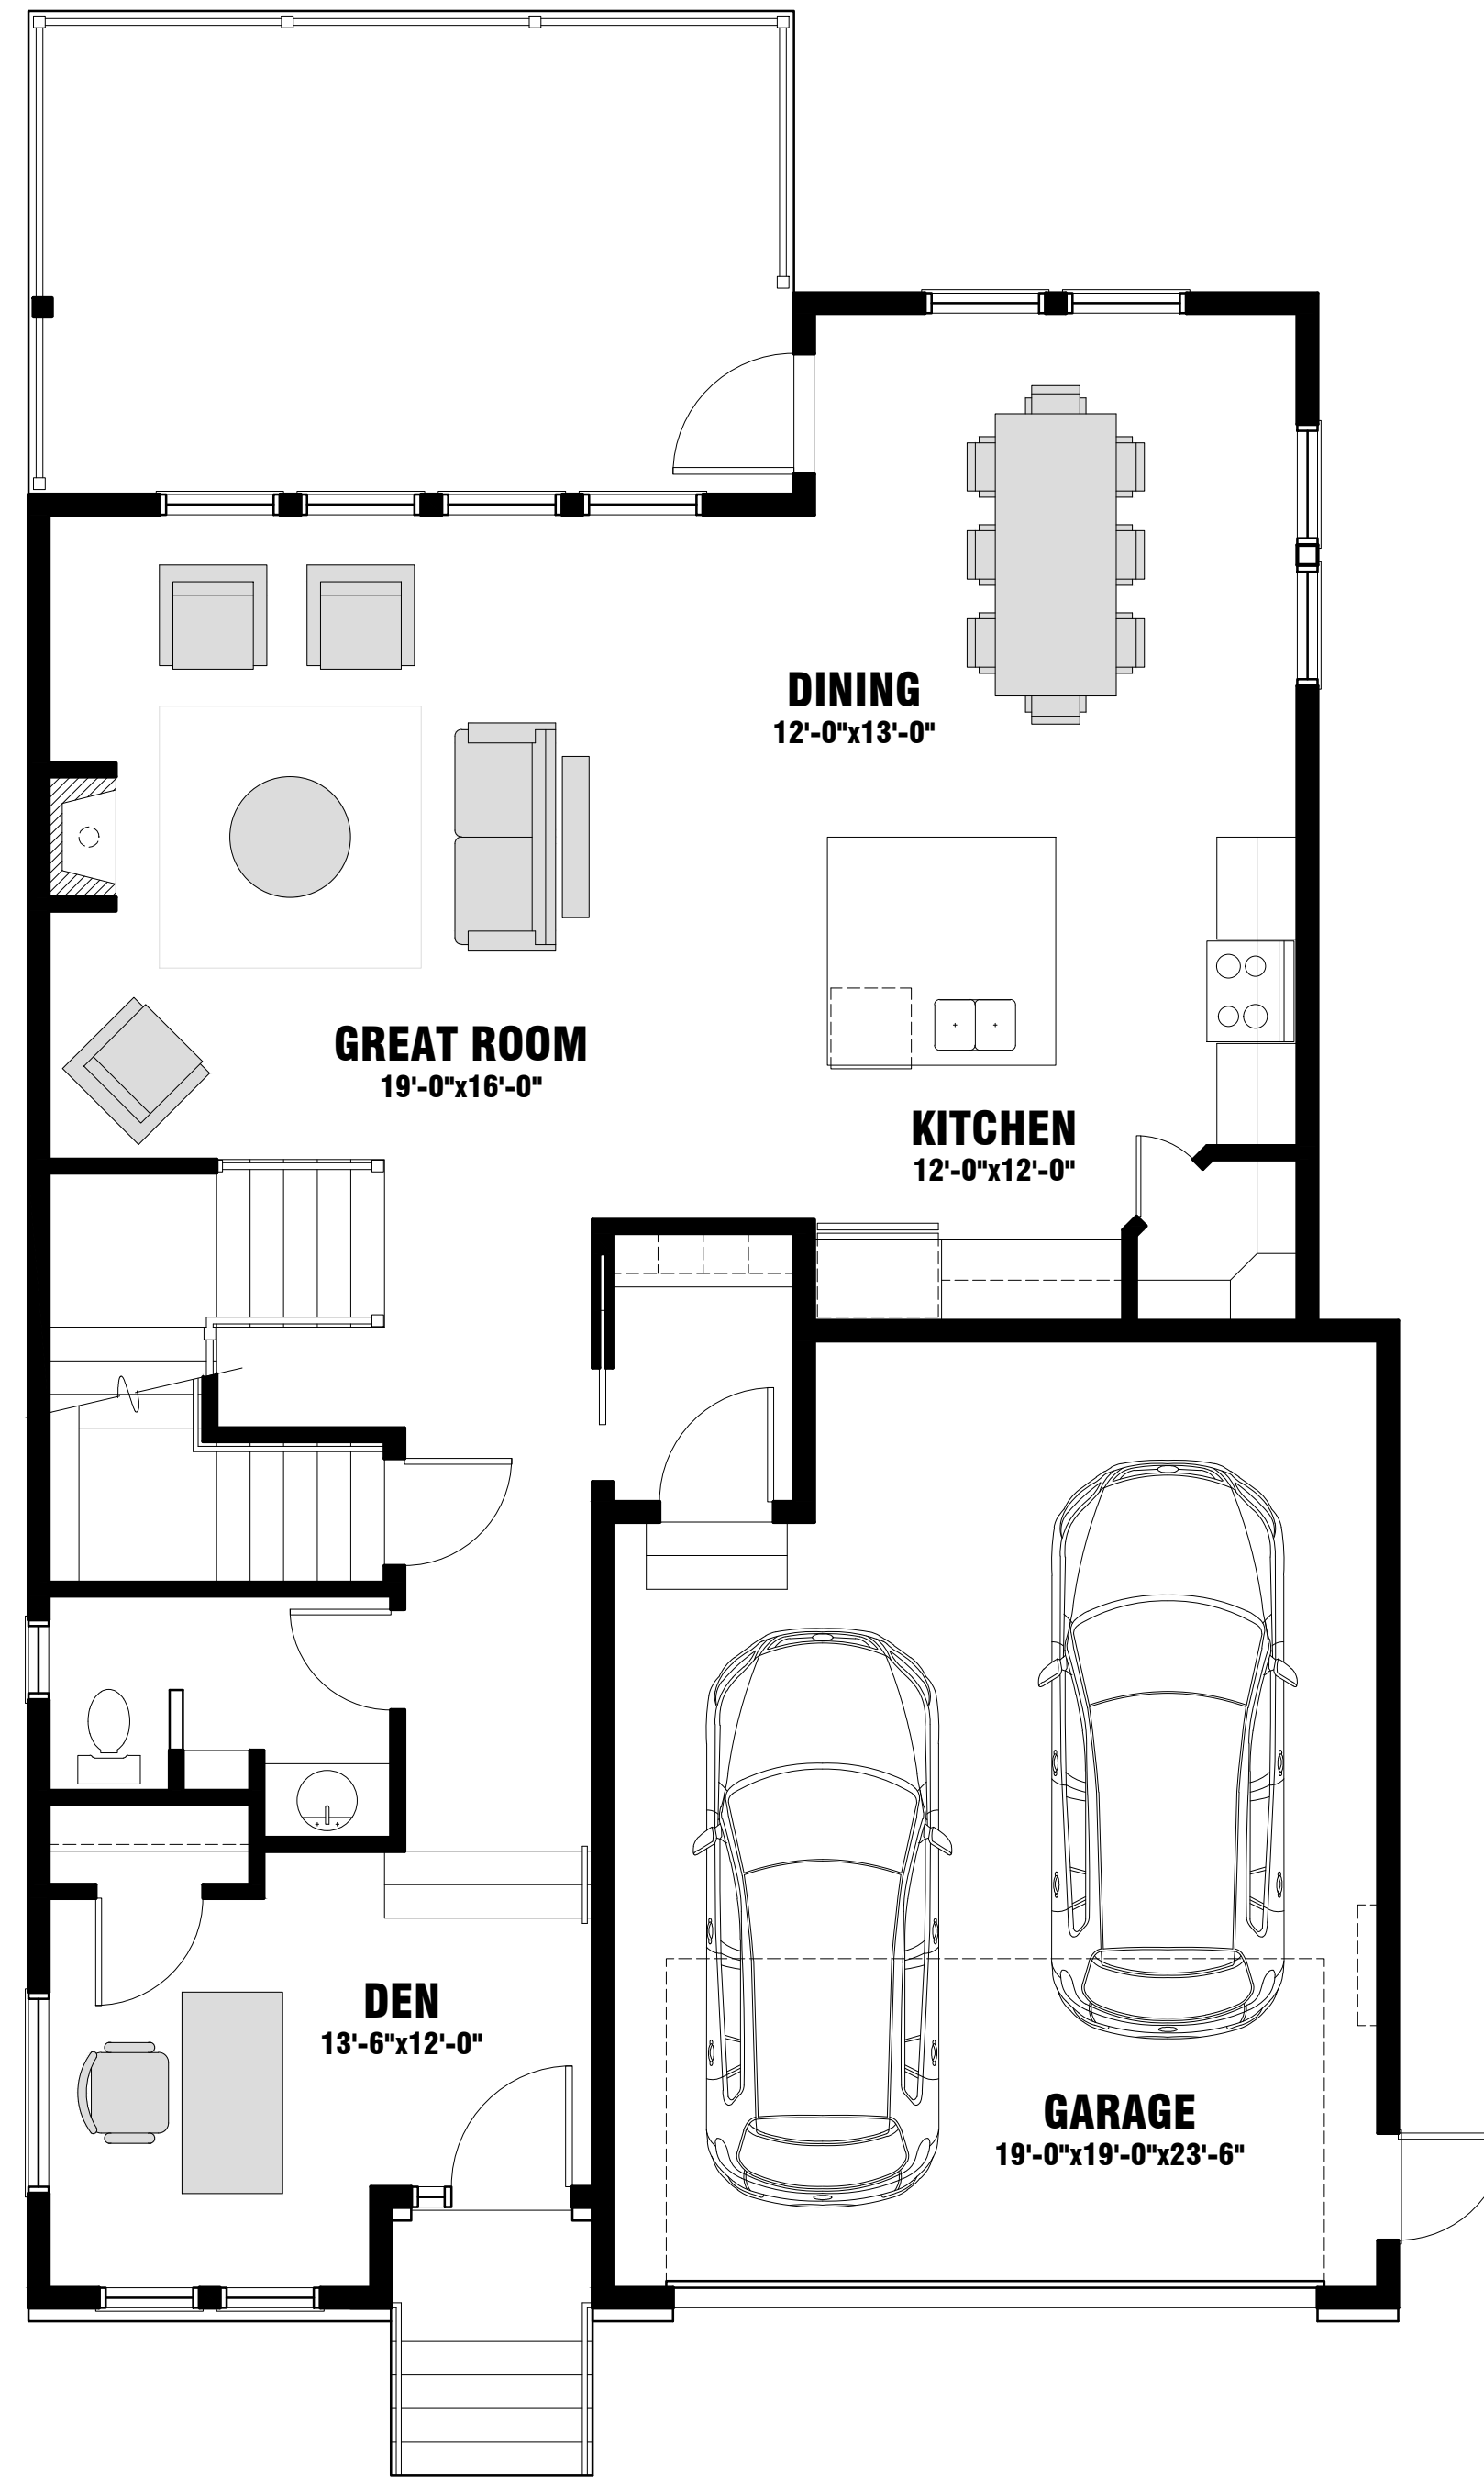 DINING
12'-0"x13'-0"
GREAT ROOM
19'-0"x16'-0"
KITCHEN
12'-0"x12'-0"
DEN
13'-6"x12'-0"
GARAGE
19'-0"x19'-0"x23'-6"